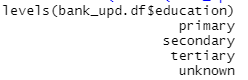 levels(bank_upd.df$education)
primary
secondary
tertiary
unknown